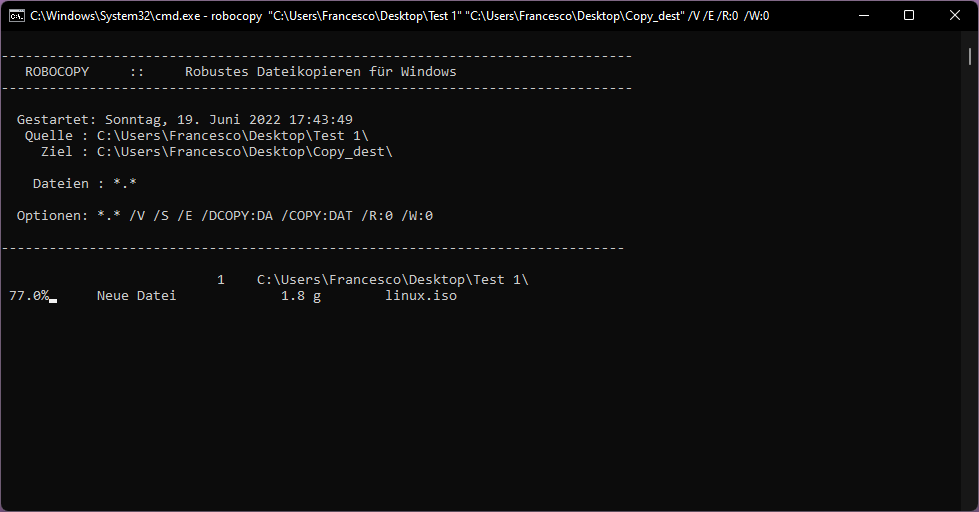 C:\Windows\System32\cmd.exe - robocopy  "C:\Users\Francesco\Desktop\Test 1" "C:\Users\Francesco\Desktop\Copy_dest" /V /E /R:0  /W:0
-------------------------------------------------------------------------------
   ROBOCOPY     ::     Robustes Dateikopieren für Windows
-------------------------------------------------------------------------------
  Gestartet: Sonntag, 19. Juni 2022 17:43:49
   Quelle : C:\Users\Francesco\Desktop\Test 1\
     Ziel : C:\Users\Francesco\Desktop\Copy_dest\
    Dateien : *.*
  Optionen: *.* /V /S /E /DCOPY:DA /COPY:DAT /R:0 /W:0
------------------------------------------------------------------------------
                           1    C:\Users\Francesco\Desktop\Test 1\
 77.0%      Neue Datei             1.8 g        linux.iso